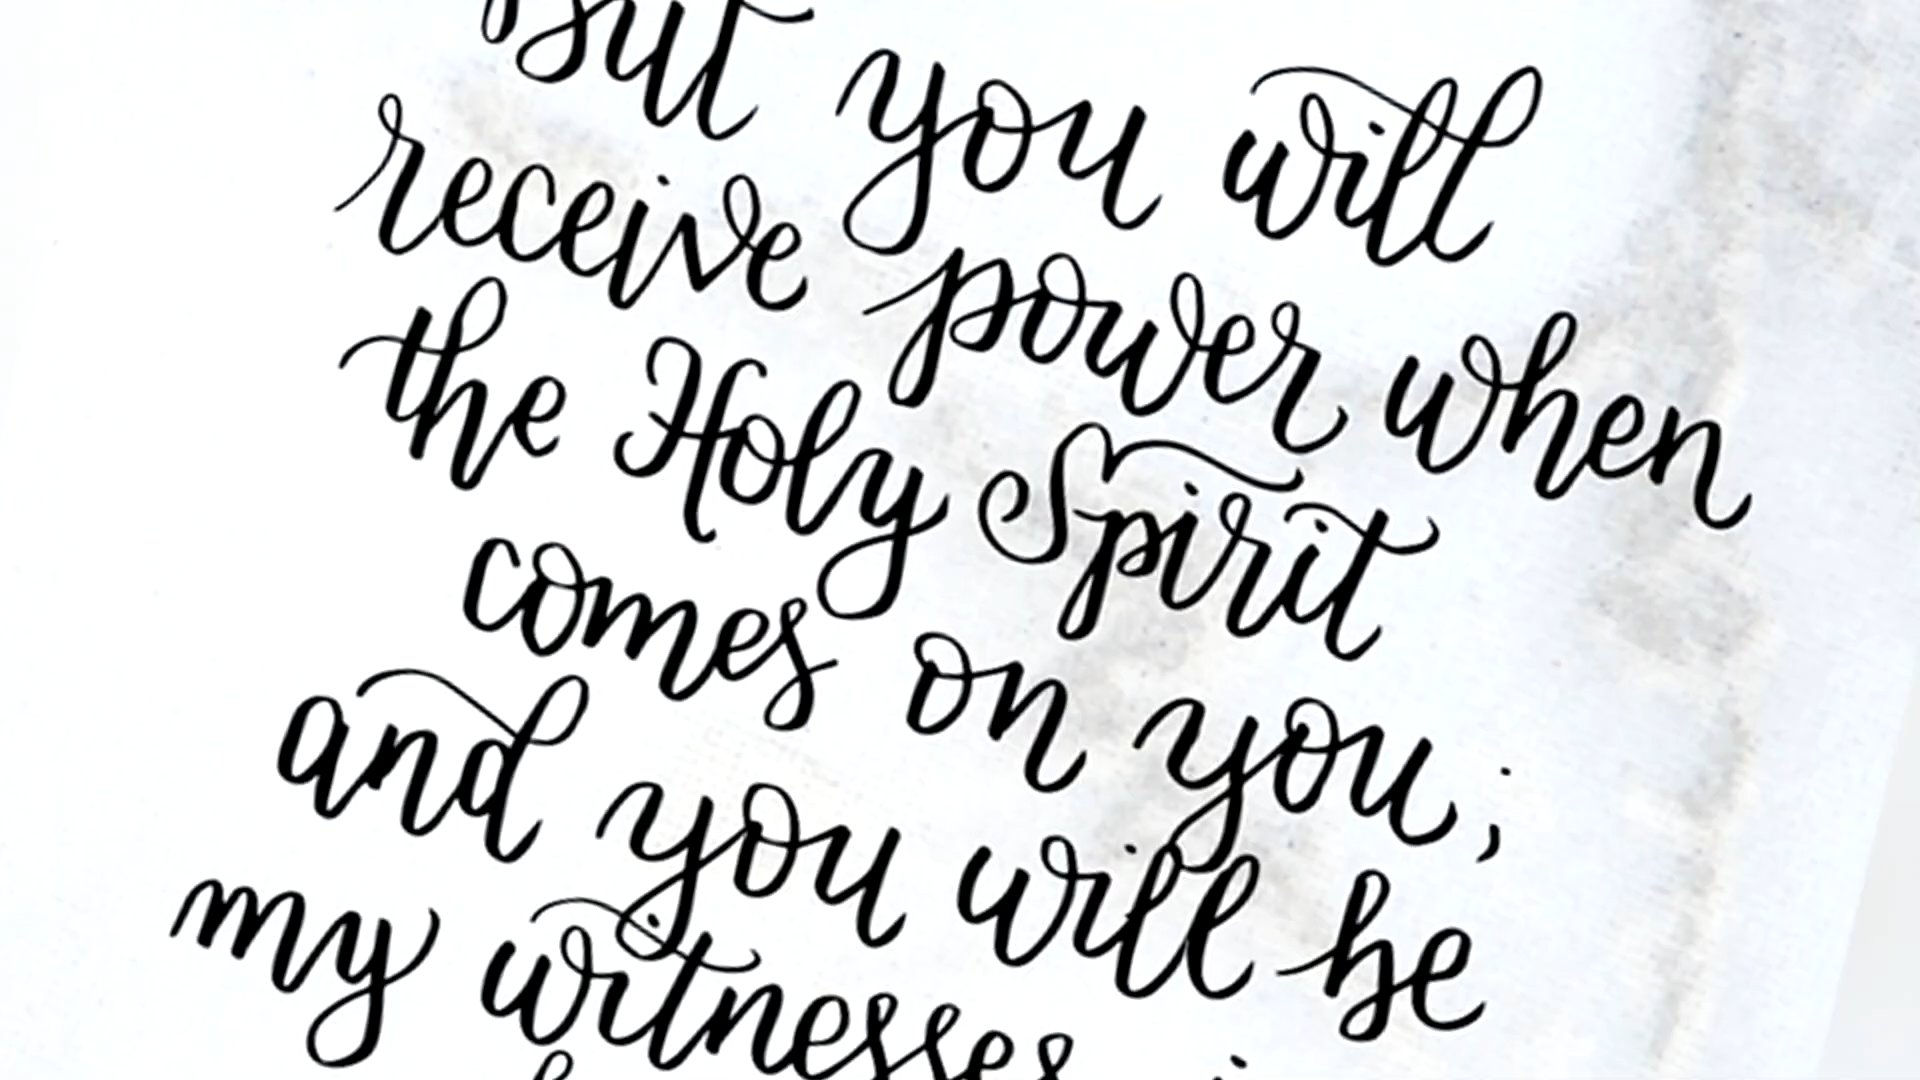 But you will
receive power when
the Holy Spirit
comes on you;
and you will be
my witnesses